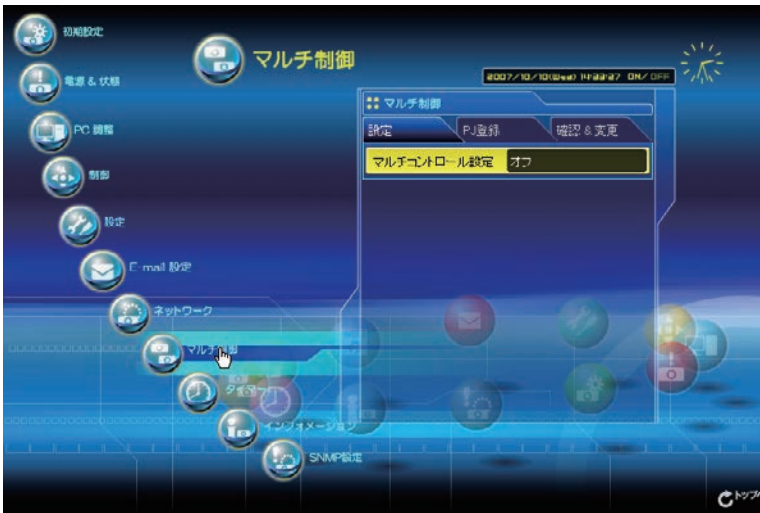 初期設定
マルチ制御
電源 & 状態
2007/10/10(Wed) 14:33:27 ON/OFF
マルチ制御
設定
PJ登録
確認 & 変更
マルチコントロール設定 オフ
PC 調整
制御
設定
E-mail 設定
ネットワーク
マルチ制御
タイマー
インフォメーション
SNMP設定